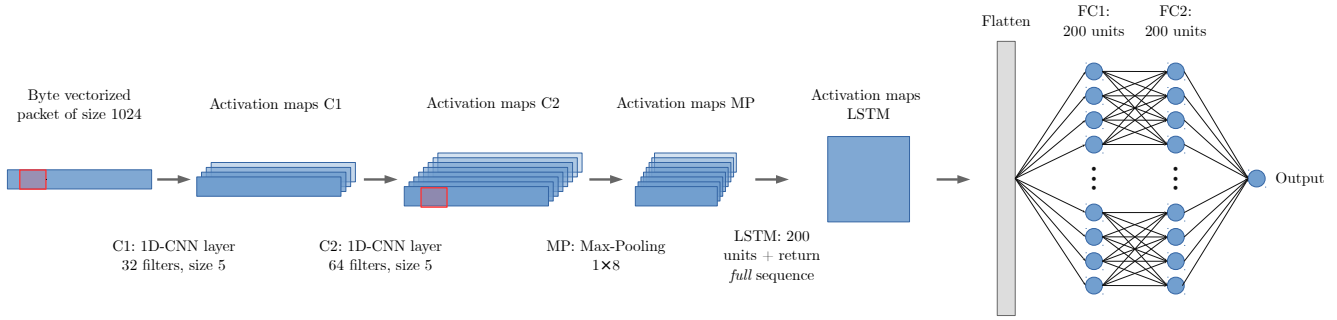 Byte vectorized
packet of size 1024
Activation maps C1
Activation maps C2
Activation maps MP
Activation maps
LSTM
Flatten
FC1:
200 units
FC2:
200 units
Output
C1: 1D-CNN layer
32 filters, size 5
C2: 1D-CNN layer
64 filters, size 5
MP: Max-Pooling
1×8
LSTM: 200
units + return
full sequence